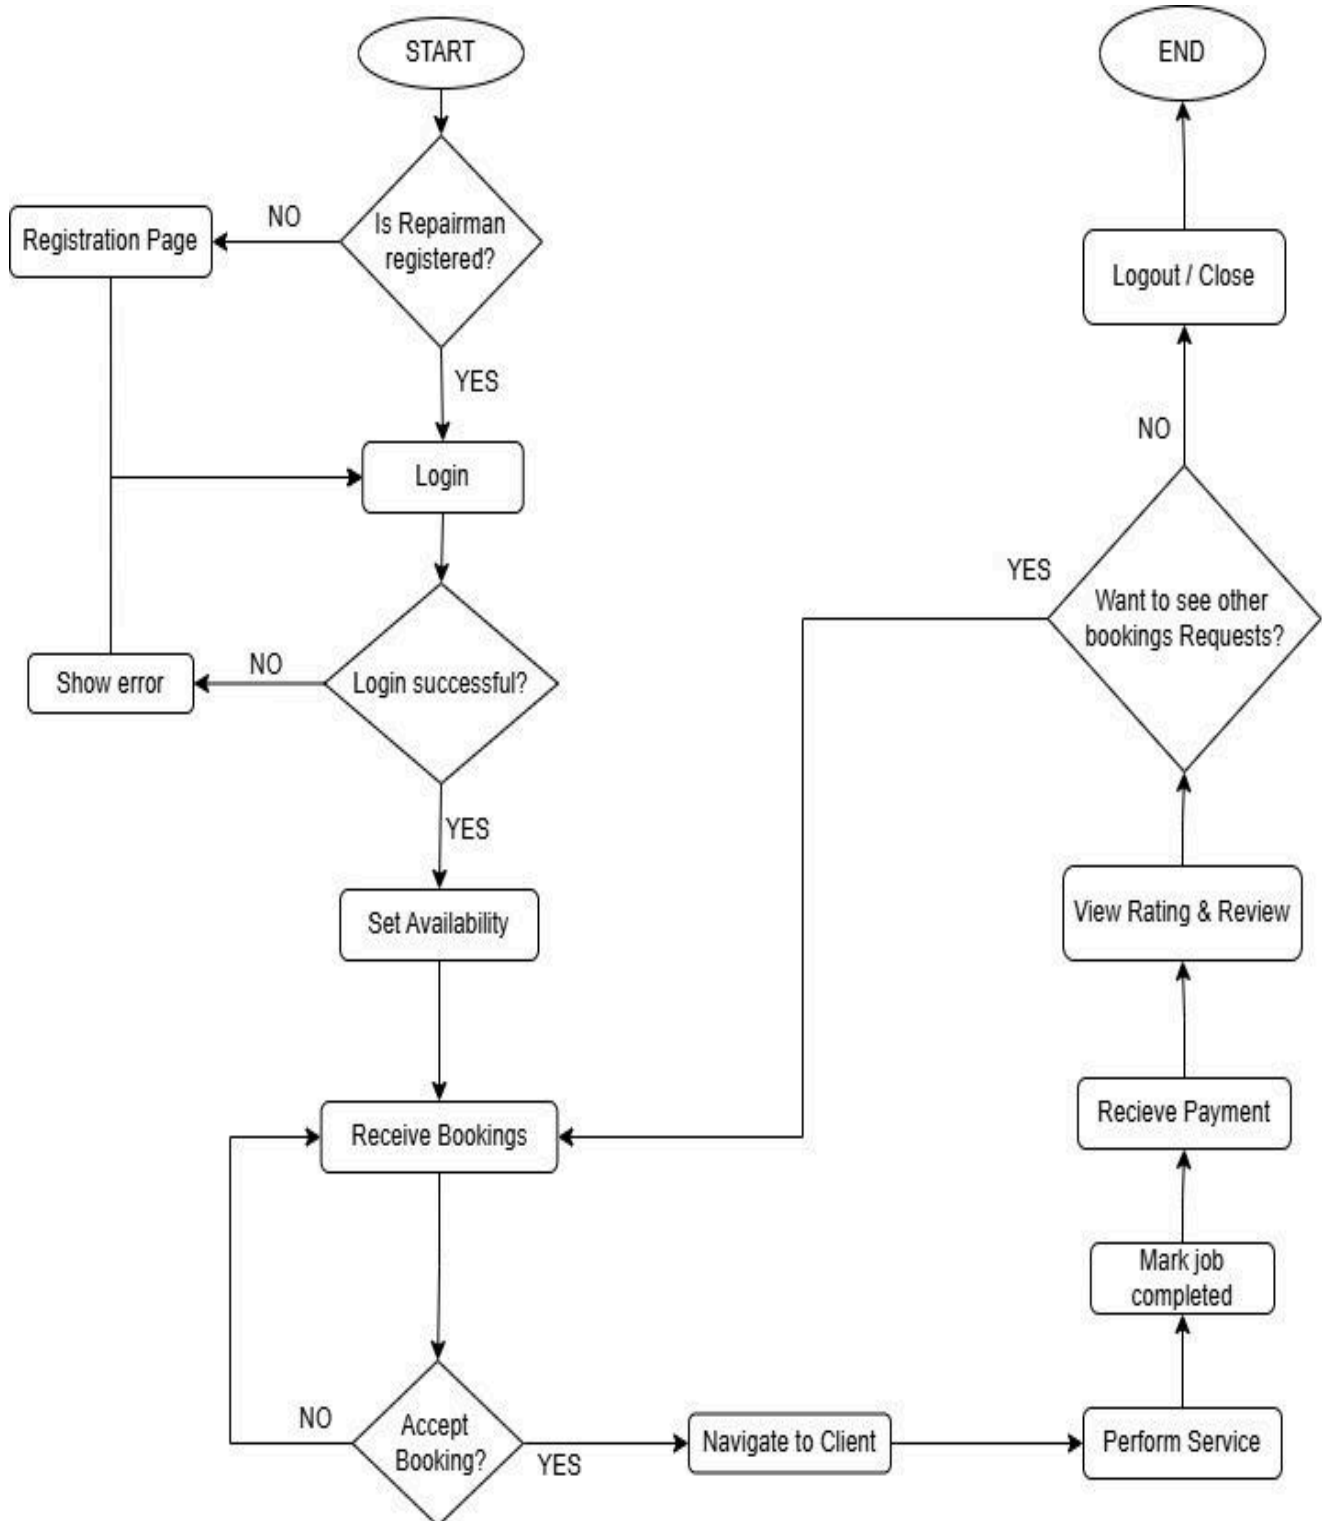 START
Is Repairman
registered?
NO
Registration Page
YES
Login
Login successful?
NO
Show error
YES
Set Availability
Receive Bookings
Accept
Booking?
NO
YES
Navigate to Client
Perform Service
Mark job
completed
Recieve Payment
View Rating & Review
Want to see other
bookings Requests?
YES
NO
Logout / Close
END